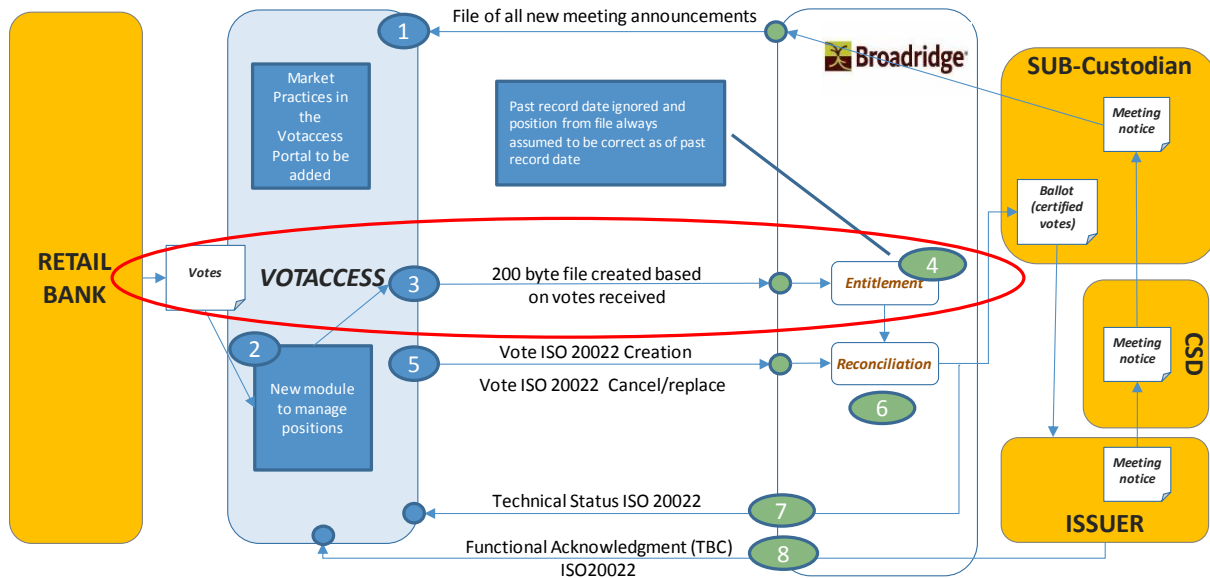 File of all new meeting announcements
1
Broadridge®
SUB-Custodian
Market
Practices in
the
Votaccess
Portal to be
added
Past record date ignored and
position from file always
assumed to be correct as of past
record date
Meeting
notice
Ballot
(certified
votes)
RETAIL
BANK
Votes
VOTACCESS
3
200 byte file created based
on votes received
4
Entitlement
2
New module
to manage
positions
5
Vote ISO 20022 Creation
Vote ISO 20022 Cancel/replace
Reconciliation
6
Meeting
notice
CSD
Technical Status ISO 20022
7
Meeting
notice
ISSUER
Functional Acknowledgment (TBC)
ISO20022
8